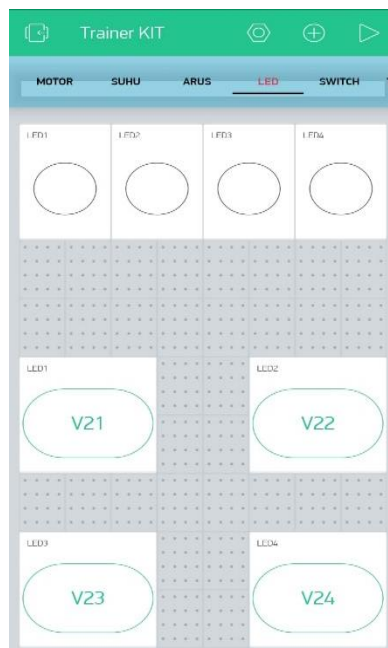 Trainer KIT
MOTOR SUHU ARUS LED SWITCH
LED1 LED2 LED3 LED4
LED1 LED2
V21 V22
LED3 LED4
V23 V24